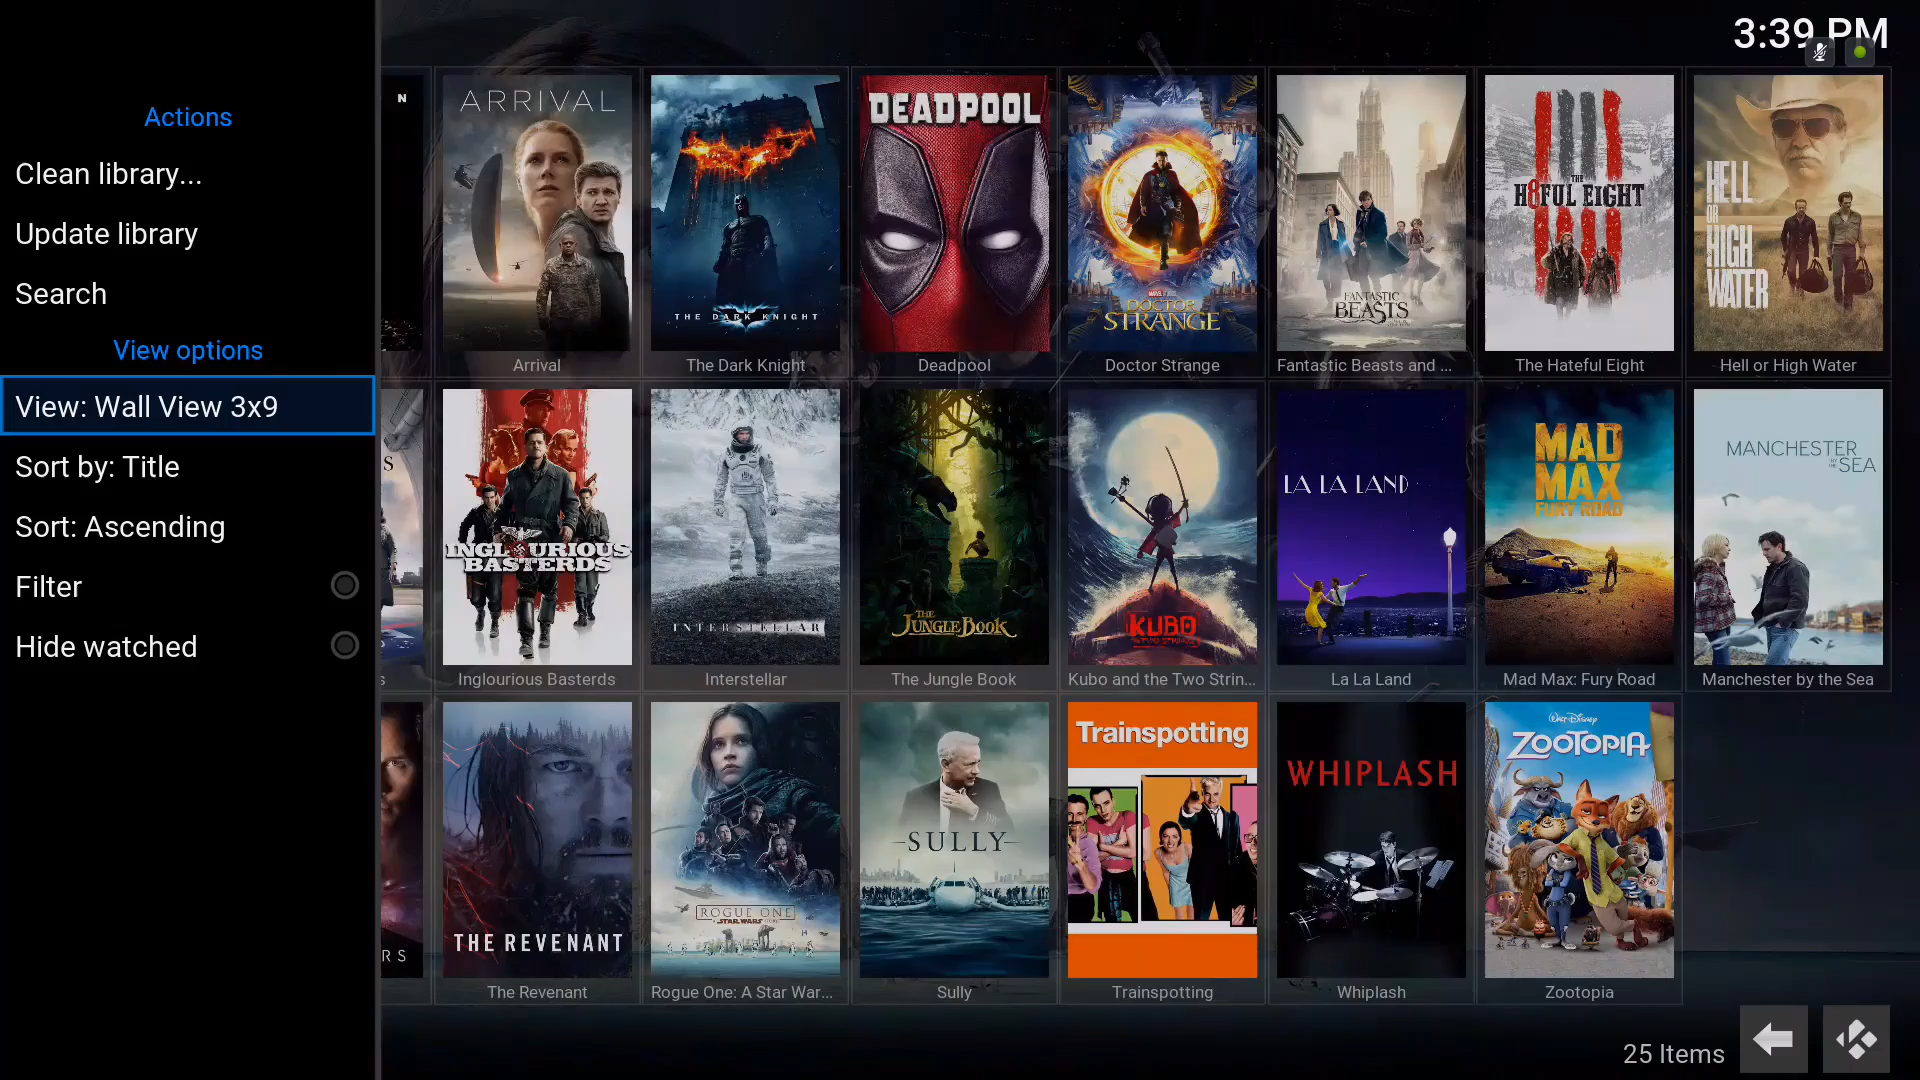 3:39 PM
Actions
Clean library...
Update library
Search
View options
View: Wall View 3x9
Sort by: Title
Sort: Ascending
Filter
Hide watched
N
ARRIVAL
THE DARK KNIGHT
DEADPOOL
DOCTOR
STRANGE
FANTASTIC
BEASTS
THE
H8FUL EIGHT
HELL
OR
HIGH
WATER
Arrival
The Dark Knight
Deadpool
Doctor Strange
Fantastic Beasts and ...
The Hateful Eight
Hell or High Water
S
INGLOURIOUS
BASTERDS
INTERSTELLAR
THE
JUNGLE BOOK
KUBO
LA LA LAND
MAD
MAX
FURY ROAD
MANCHESTER
BY THE SEA
s
Inglourious Basterds
Interstellar
The Jungle Book
Kubo and the Two Strin...
La La Land
Mad Max: Fury Road
Manchester by the Sea
RS
THE REVENANT
ROGUE ONE
A STAR WARS STORY
SULLY
Trainspotting
WHIPLASH
WALT DISNEY
ZOOTOPIA
The Revenant
Rogue One: A Star War...
Sully
Trainspotting
Whiplash
Zootopia
25 Items